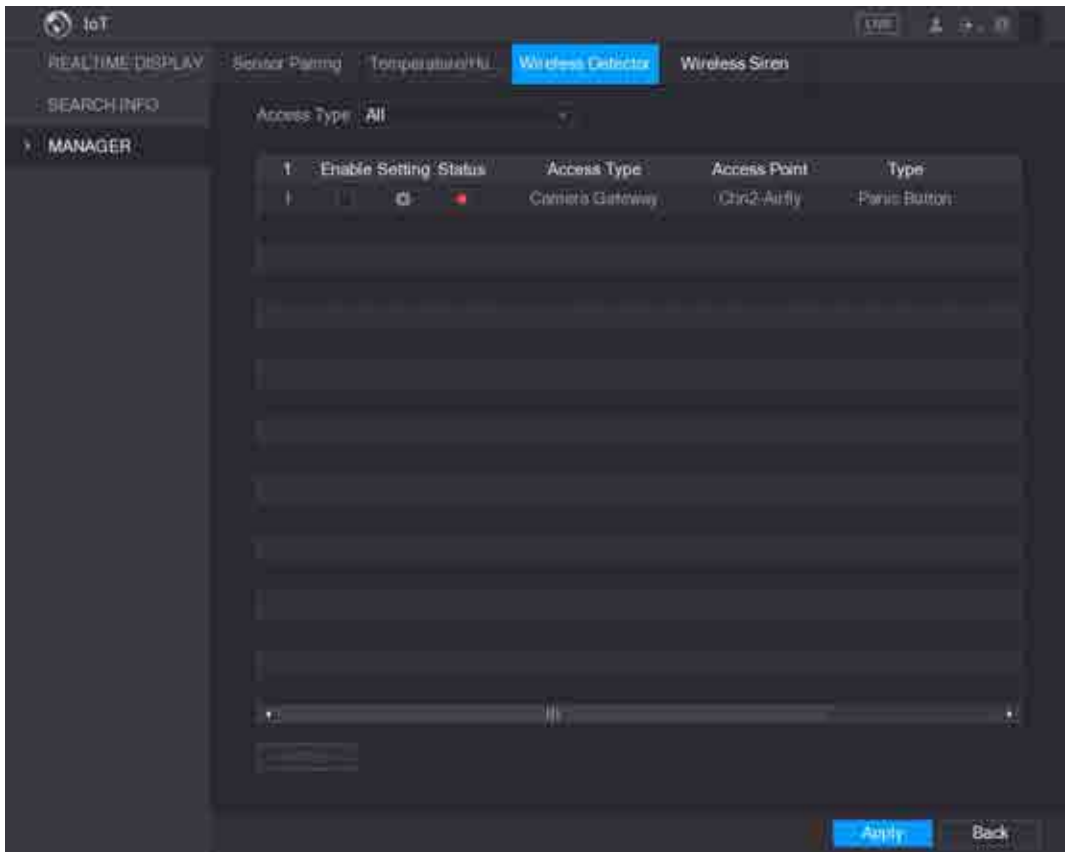 IoT
LIVE
REALTIME DISPLAY
Sensor Pairing Temperature/Hu... Wireless Detector Wireless Siren
SEARCH INFO
Access Type All
MANAGER
1 Enable Setting Status Access Type Access Point Type
1 Camera Gateway Chn2-Airfly Panic Button
Apply Back